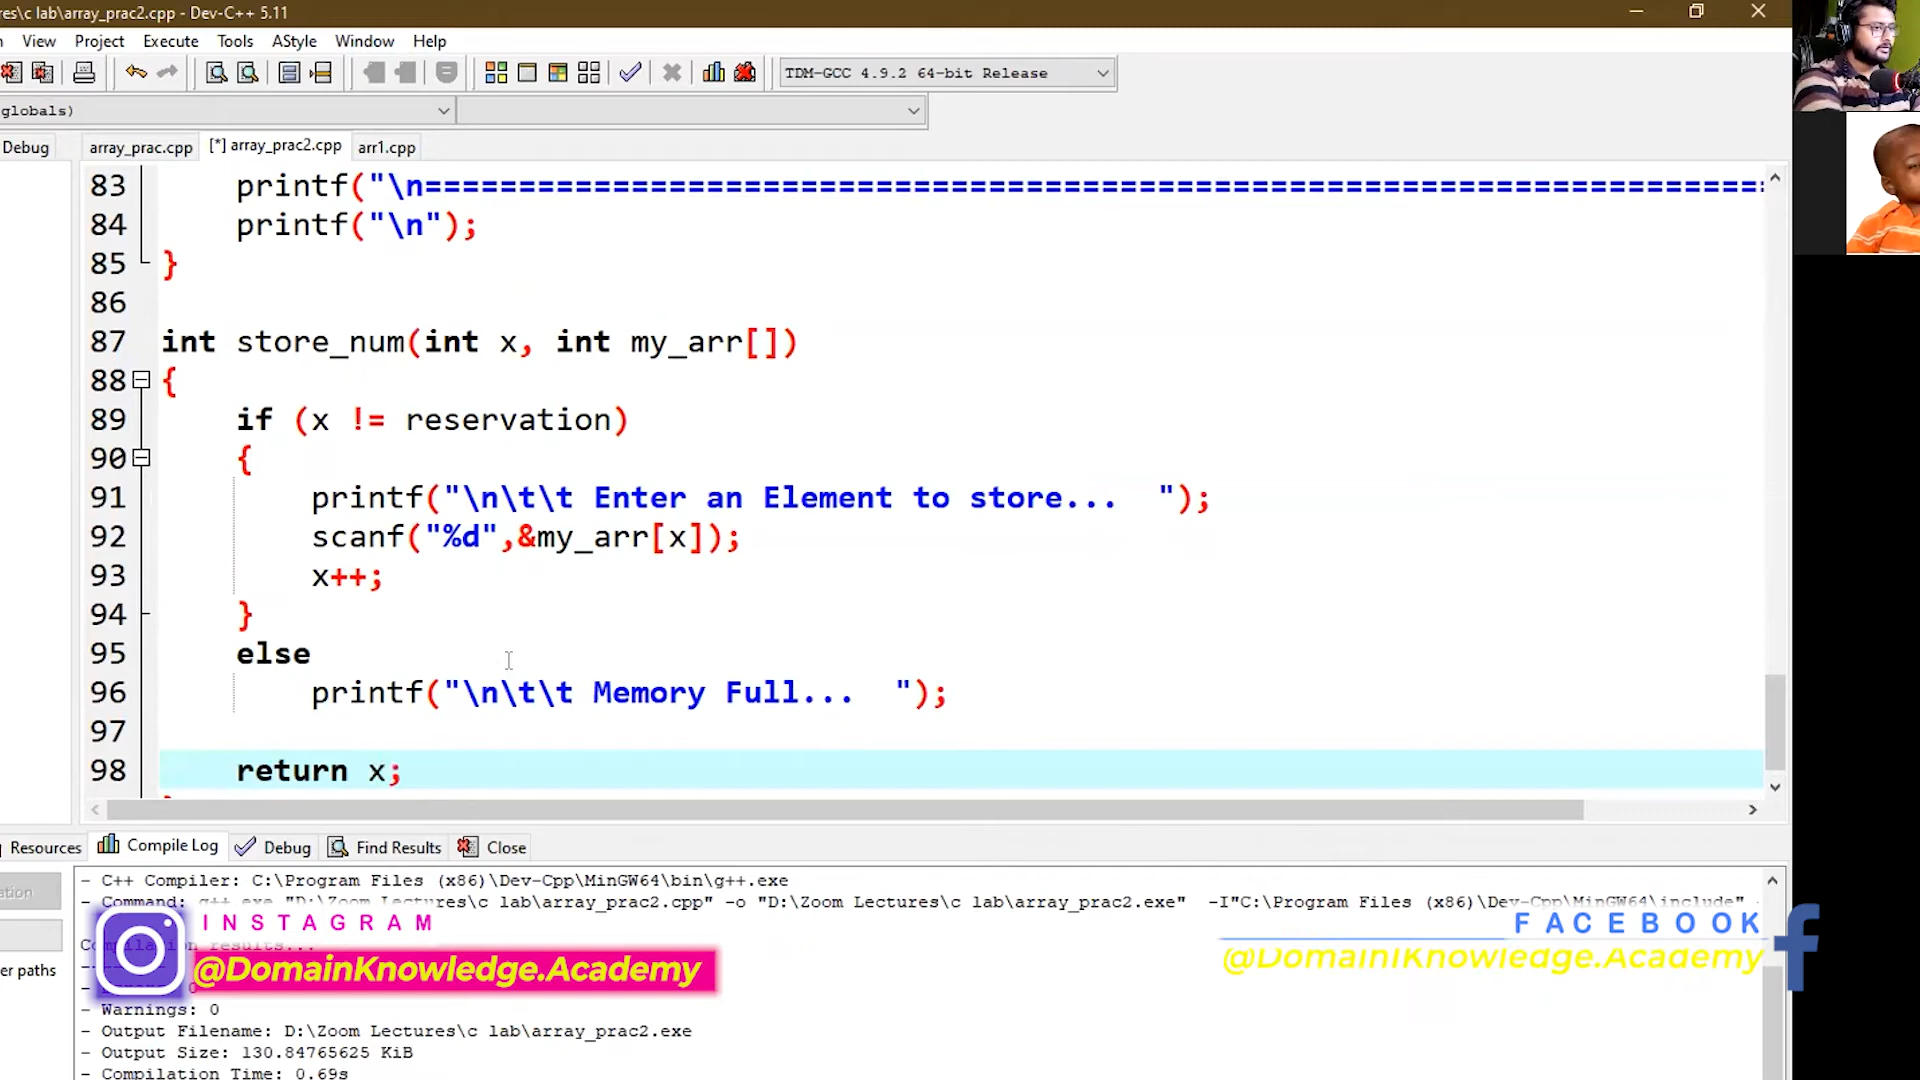 res\c lab\array_prac2.cpp - Dev-C++ 5.11
View Project Execute Tools AStyle Window Help
TDM-GCC 4.9.2 64-bit Release
globals)
Debug array_prac.cpp [*] array_prac2.cpp arr1.cpp
83 printf("\n=======================================================================
84 printf("\n");
85 }
86
87 int store_num(int x, int my_arr[])
88 {
89 if (x != reservation)
90 {
91 printf("\n\t\t Enter an Element to store... ");
92 scanf("%d",&my_arr[x]);
93 x++;
94 }
95 else
96 printf("\n\t\t Memory Full... ");
97
98 return x;
Resources Compile Log Debug Find Results Close
- C++ Compiler: C:\Program Files (x86)\Dev-Cpp\MinGW64\bin\g++.exe
- Command: g++.exe "D:\Zoom Lectures\c lab\array_prac2.cpp" -o "D:\Zoom Lectures\c lab\array_prac2.exe" -I"C:\Program Files (x86)\Dev-Cpp\MinGW64\include"
INSTAGRAM
FACEBOOK
Compilation results...
@DomainKnowledge.Academy
@DomainKnowledge.Academy
er paths
- Warnings: 0
- Output Filename: D:\Zoom Lectures\c lab\array_prac2.exe
- Output Size: 130.84765625 KiB
- Compilation Time: 0.69s